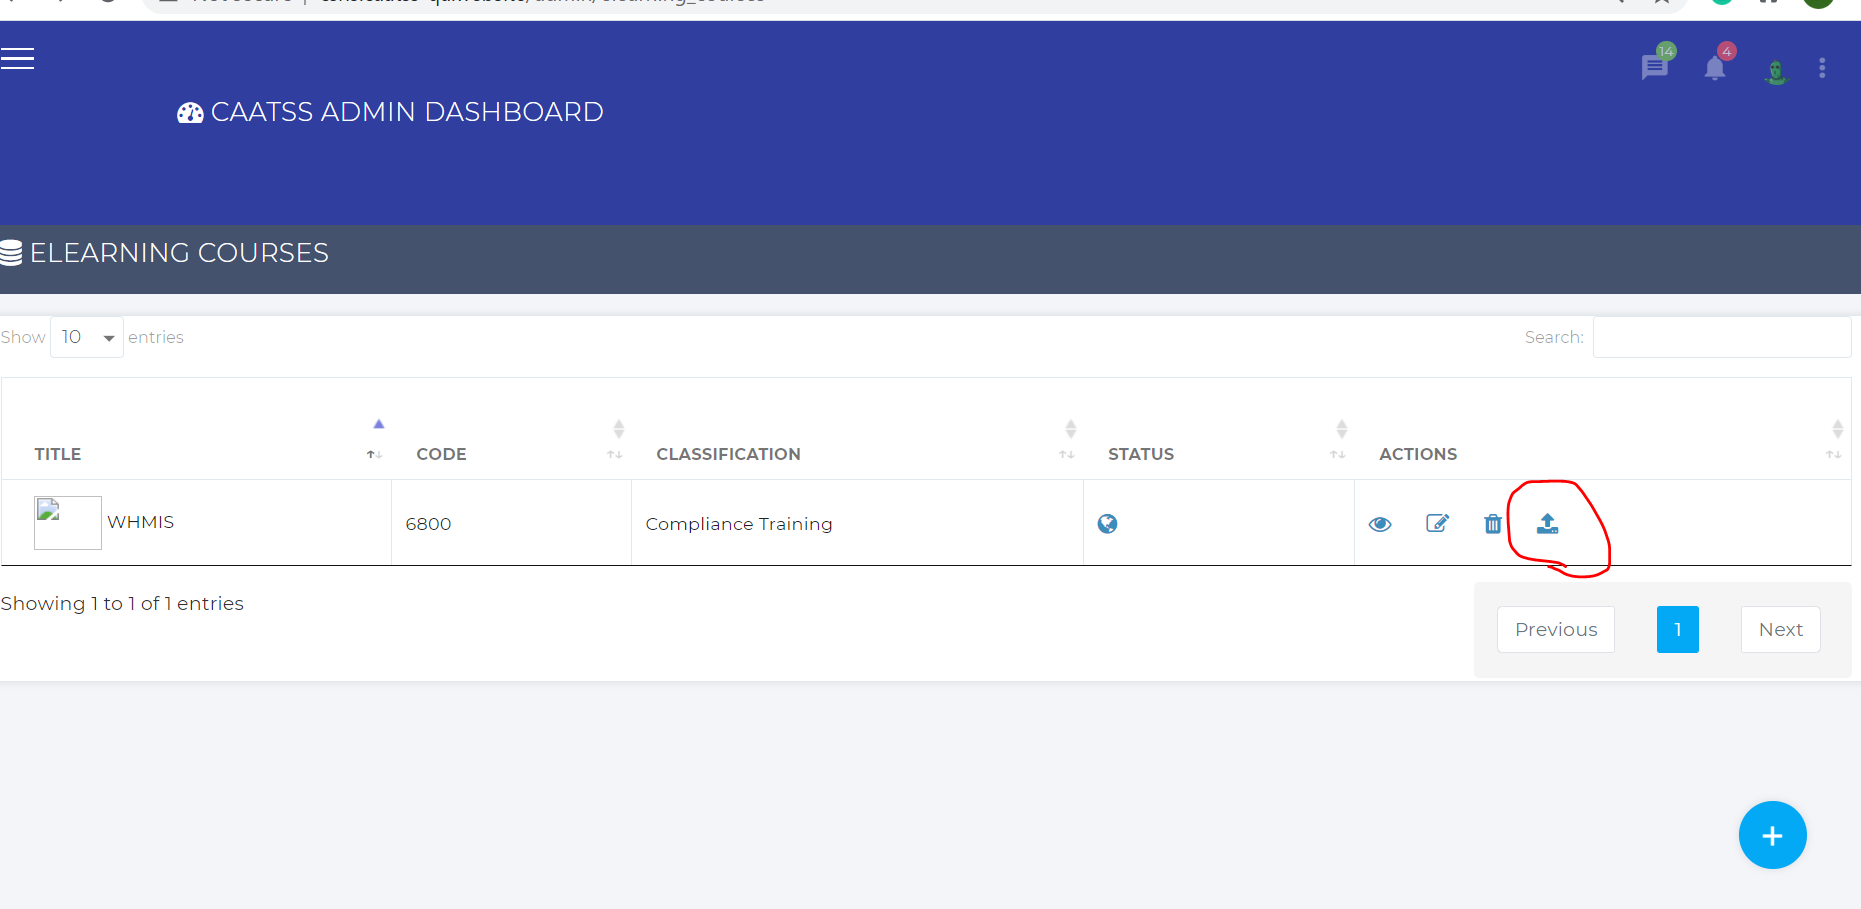 14
4
CAATSS ADMIN DASHBOARD
ELEARNING COURSES
Show 10 entries
Search:
TITLE CODE CLASSIFICATION STATUS ACTIONS
WHMIS 6800 Compliance Training
Showing 1 to 1 of 1 entries
Previous 1 Next